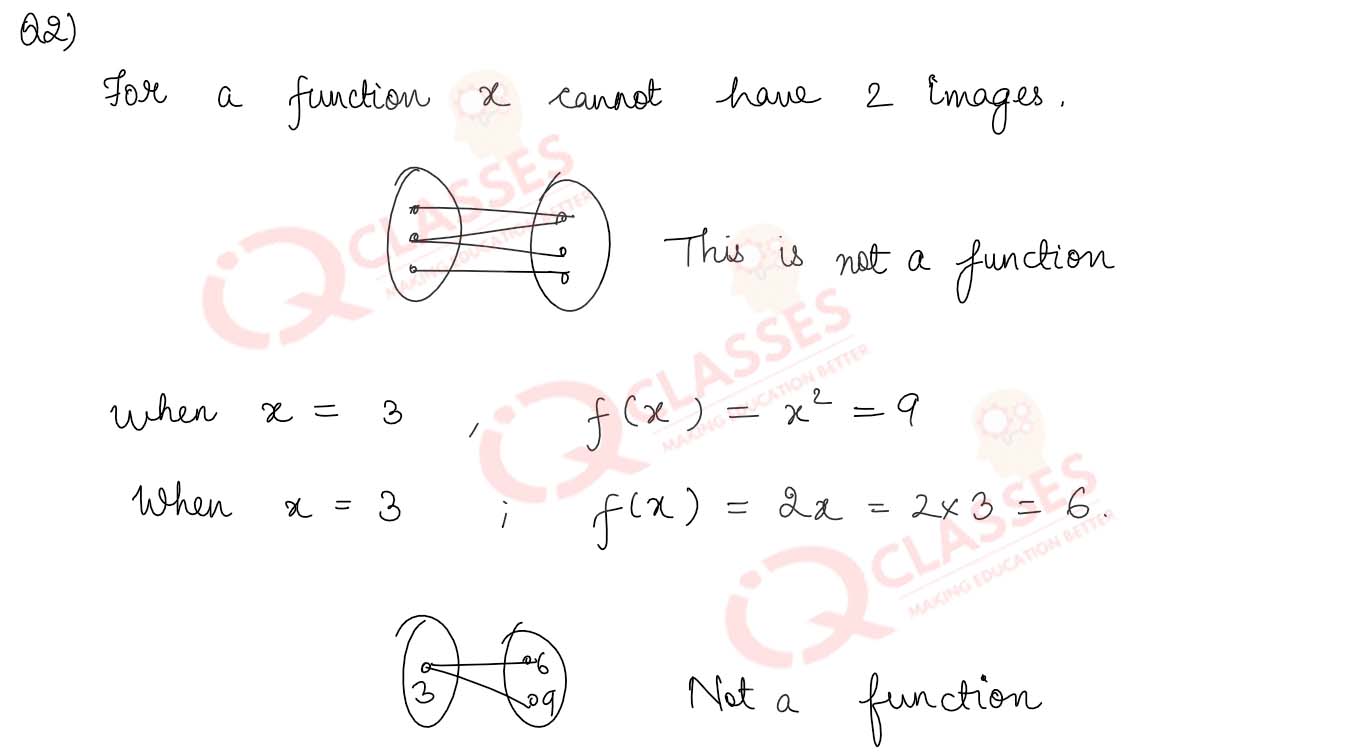 Q2)
For a function x cannot have 2 images.
This is not a function
when x = 3 , f(x) = x² = 9
When x = 3 ; f(x) = 2x = 2×3 = 6.
3
6
9
Not a function
IQ CLASSES
MAKING EDUCATION BETTER
IQ CLASSES
MAKING EDUCATION BETTER
IQ CLASSES
MAKING EDUCATION BETTER